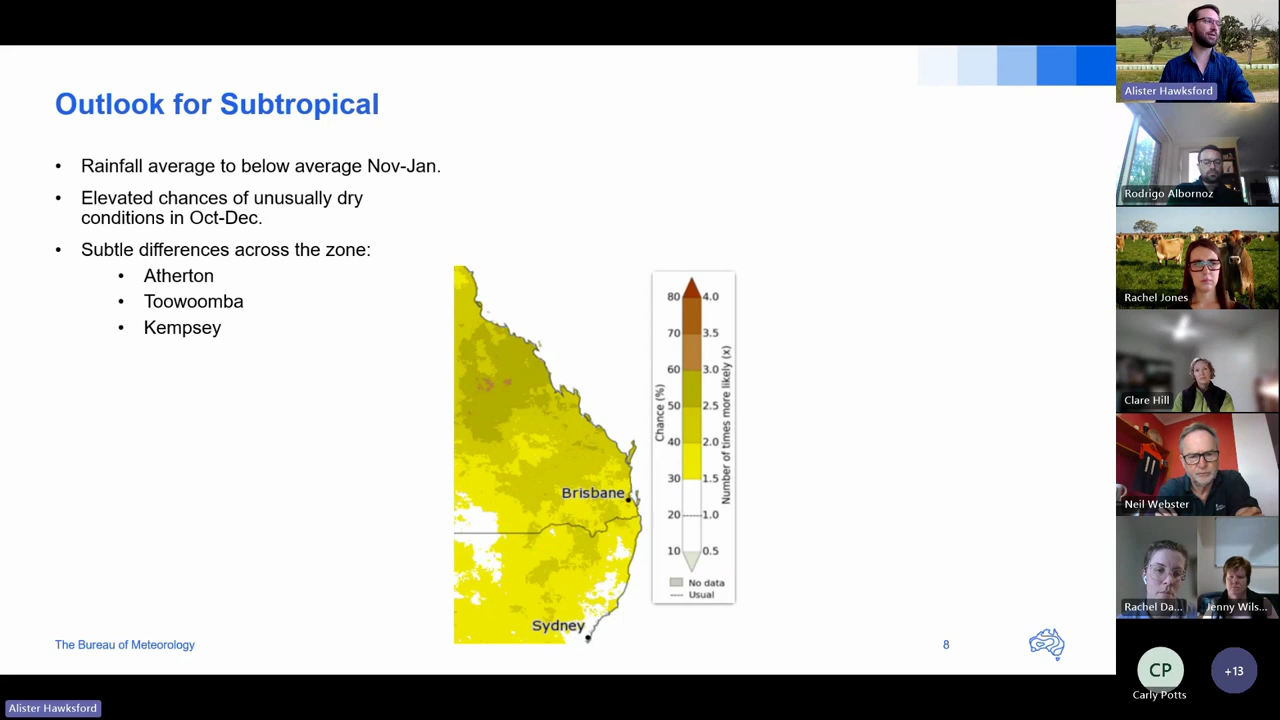 Outlook for Subtropical
• Rainfall average to below average Nov-Jan.
• Elevated chances of unusually dry
conditions in Oct-Dec.
• Subtle differences across the zone:
• Atherton
• Toowoomba
• Kempsey
Brisbane
Sydney
Chance (%)
80 4.0
70 3.5
60 3.0
50 2.5
40 2.0
30 1.5
20 1.0
10 0.5
Number of times more likely (x)
No data
Usual
The Bureau of Meteorology
8
Alister Hawksford
Rodrigo Albornoz
Rachel Jones
Clare Hill
Neil Webster
Rachel Da...
Jenny Wils...
CP
Carly Potts
+13
Alister Hawksford